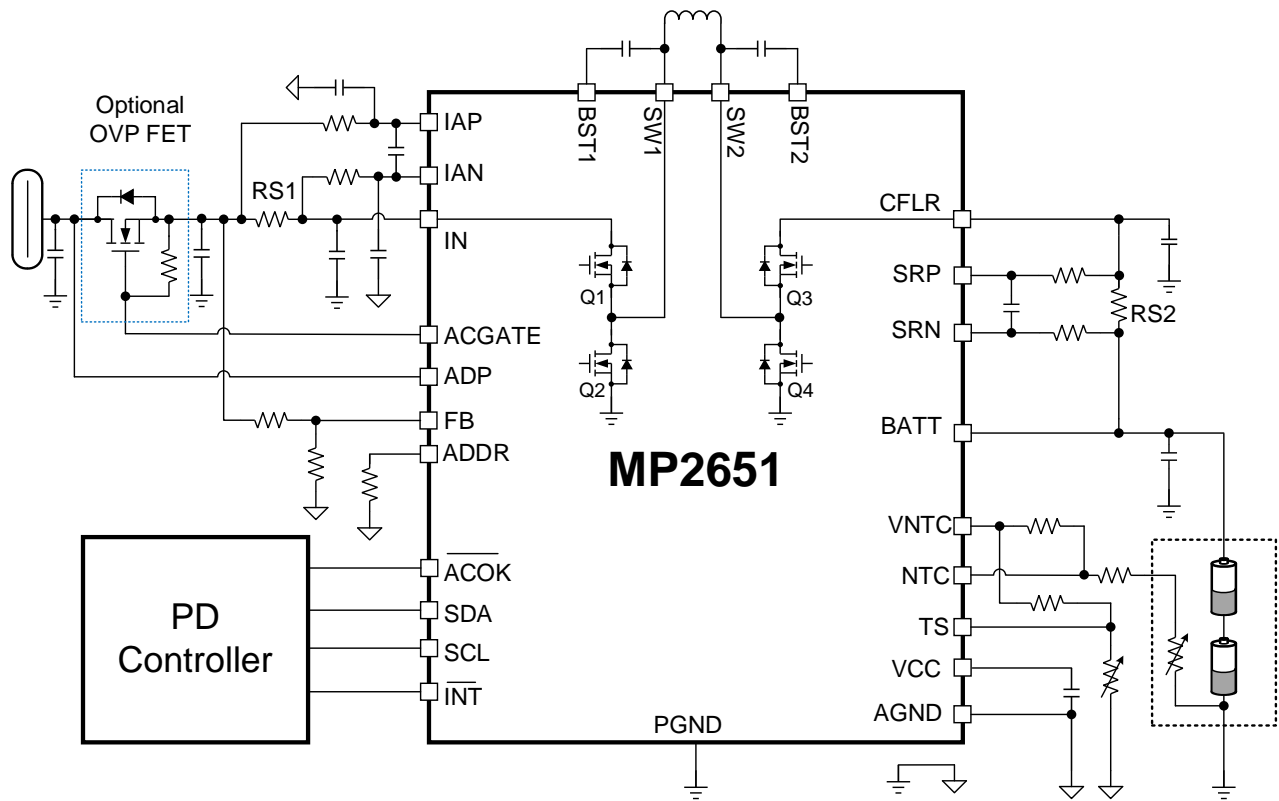 BST1
SW1
SW2
BST2
Optional
OVP FET
IAP
IAN
RS1
IN
CFLR
SRP
RS2
SRN
Q1
Q3
Q2
Q4
ACGATE
ADP
FB
ADDR
BATT
MP2651
VNTC
NTC
TS
VCC
AGND
PGND
ACOK
SDA
SCL
INT
PD
Controller